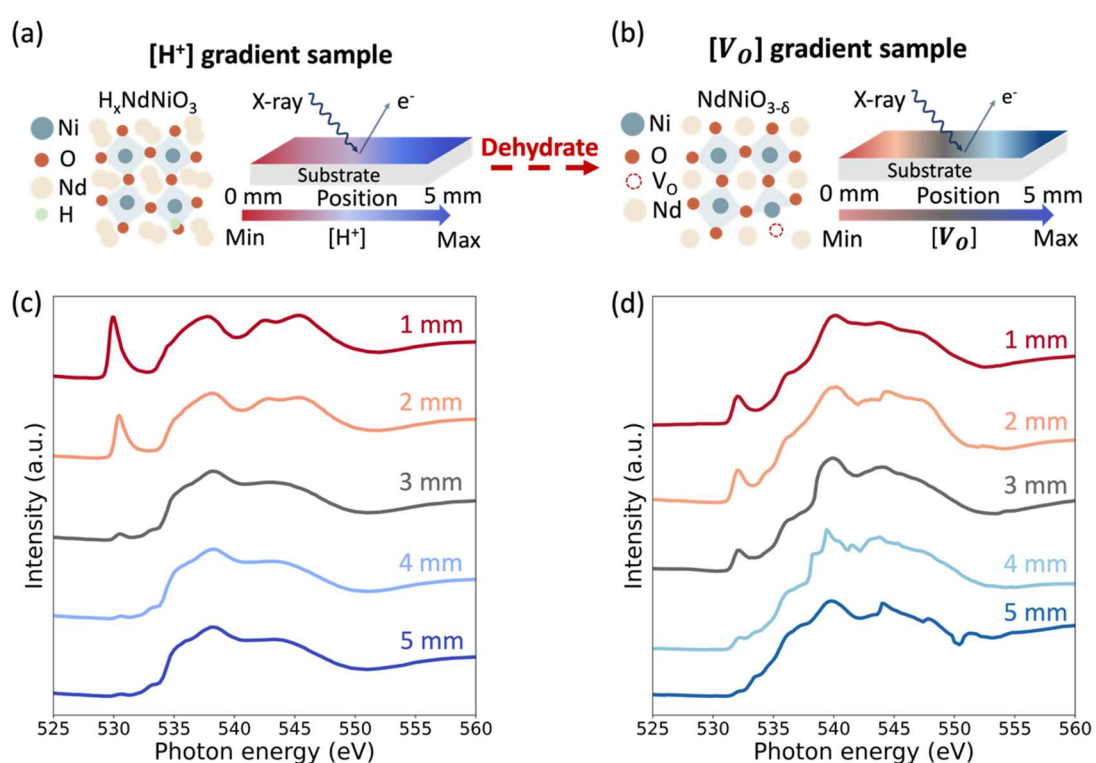 (a)
[H⁺] gradient sample
HₓNdNiO₃
Ni
O
Nd
H
X-ray
e⁻
Substrate
0 mm Position 5 mm
Min [H⁺] Max
Dehydrate
(b)
[V_O] gradient sample
NdNiO₃₋δ
Ni
O
V_O
Nd
X-ray
e⁻
Substrate
0 mm Position 5 mm
Min [V_O] Max
(c)
Intensity (a.u.)
1 mm
2 mm
3 mm
4 mm
5 mm
525 530 535 540 545 550 555 560
Photon energy (eV)
(d)
Intensity (a.u.)
1 mm
2 mm
3 mm
4 mm
5 mm
525 530 535 540 545 550 555 560
Photon energy (eV)